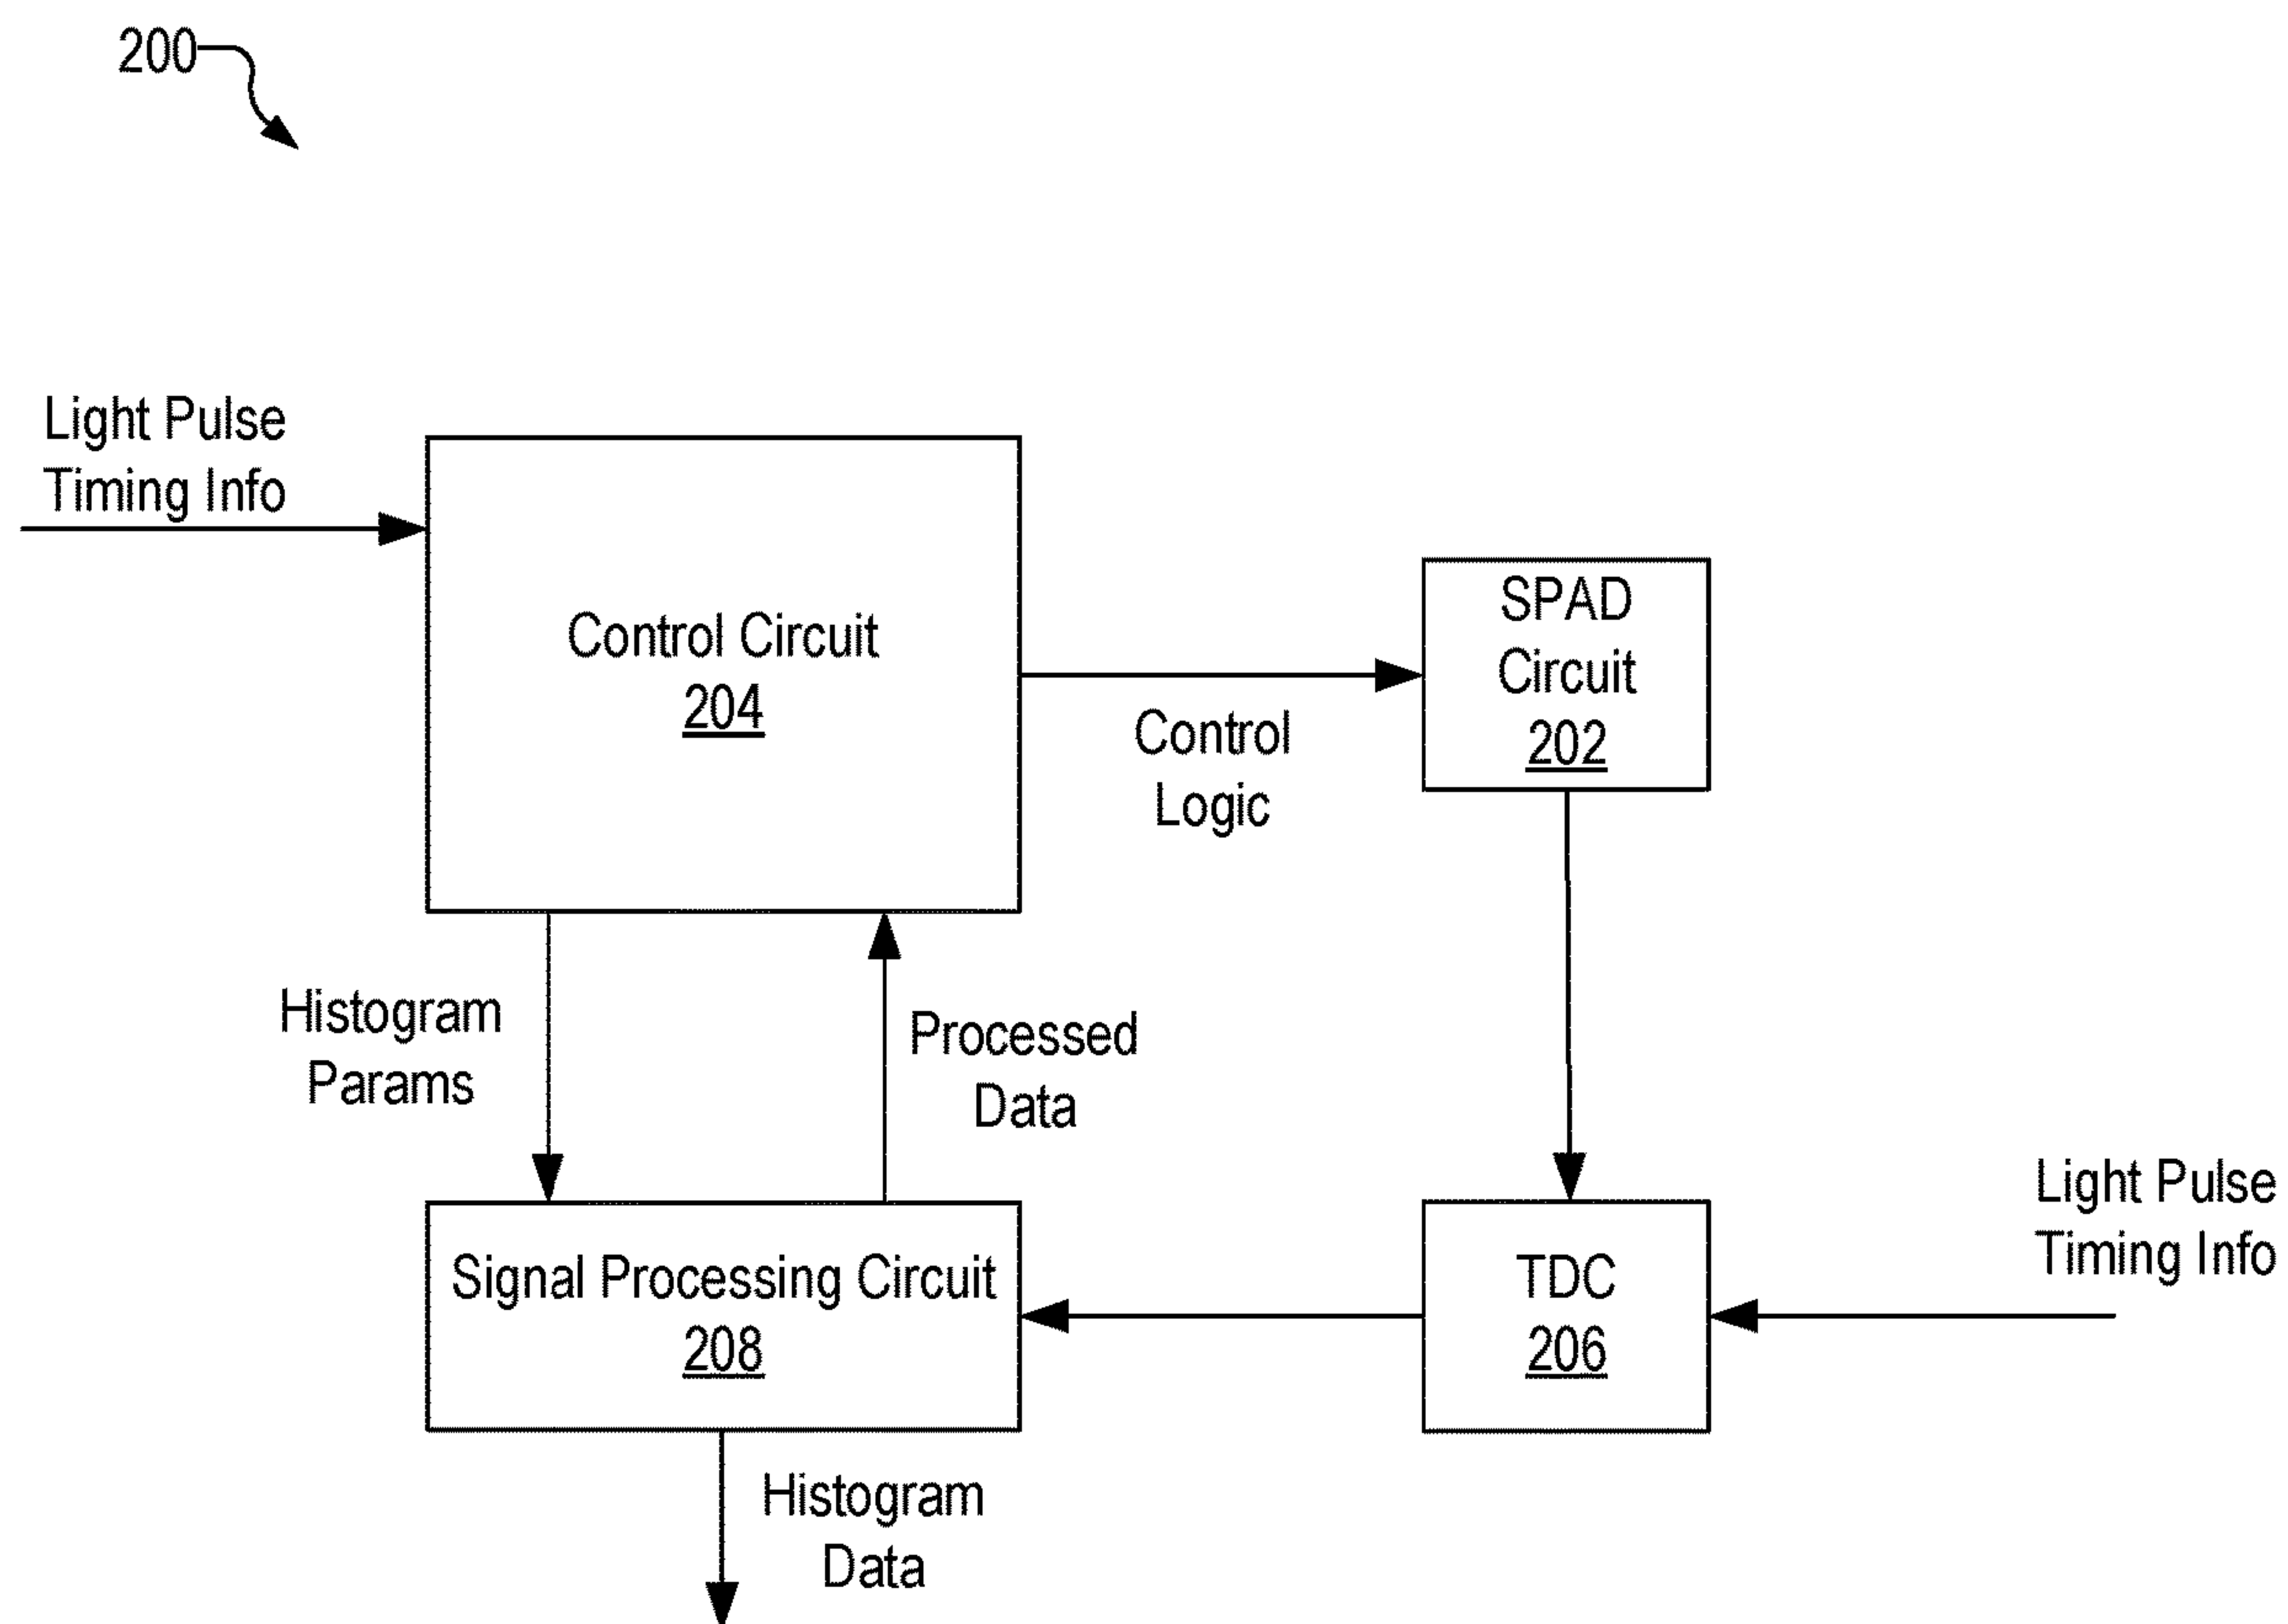 200
Light Pulse
Timing Info
Control Circuit
204
Control
Logic
SPAD
Circuit
202
Histogram
Params
Processed
Data
Signal Processing Circuit
208
TDC
206
Light Pulse
Timing Info
Histogram
Data